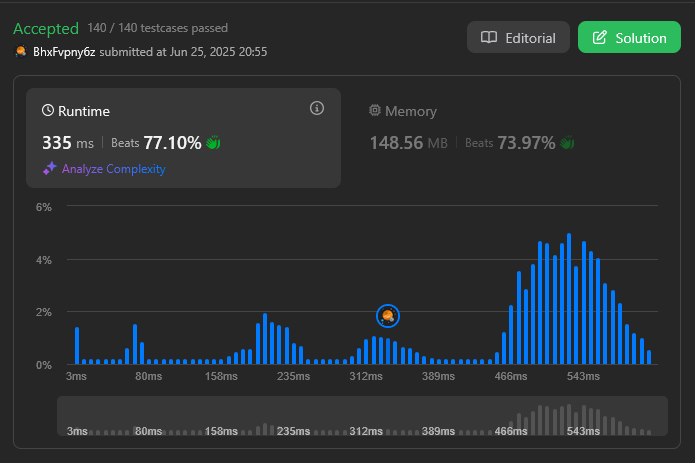 Accepted 140 / 140 testcases passed
BhxFvpny6z submitted at Jun 25, 2025 20:55
Editorial
Solution
Runtime
335 ms | Beats 77.10%
Analyze Complexity
Memory
148.56 MB | Beats 73.97%
6%
4%
2%
0%
3ms 80ms 158ms 235ms 312ms 389ms 466ms 543ms
3ms 80ms 158ms 235ms 312ms 389ms 466ms 543ms